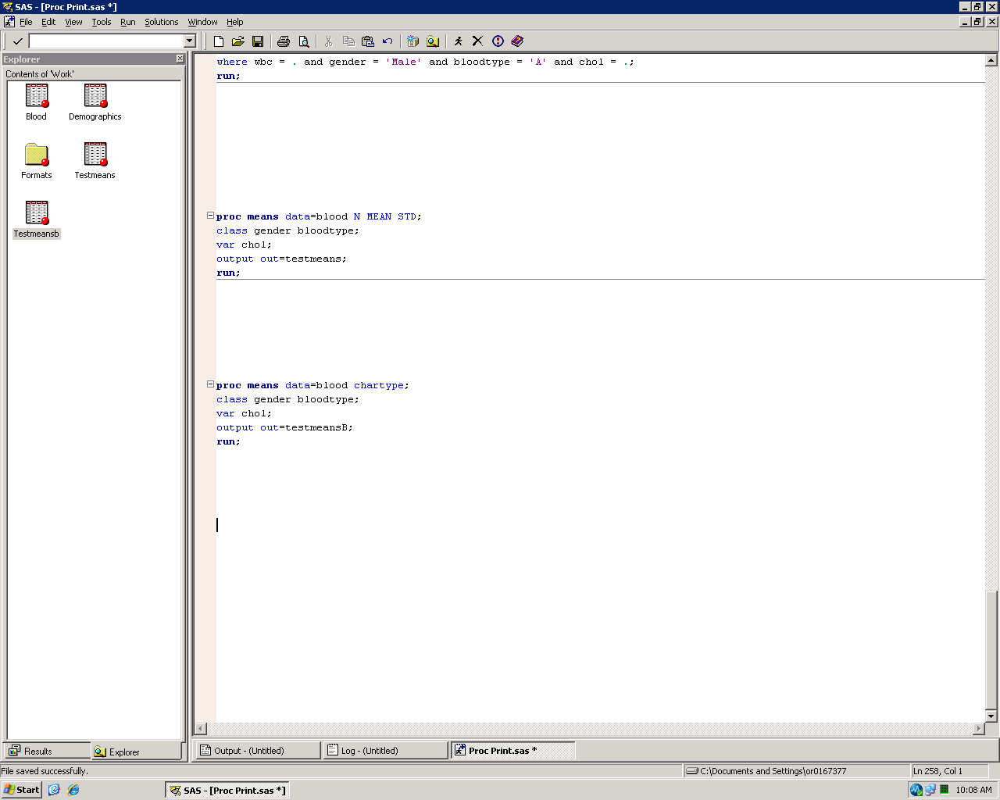 SAS - [Proc Print.sas *]
File Edit View Tools Run Solutions Window Help
Explorer
Contents of 'Work'
Blood
Demographics
Formats
Testmeans
Testmeansb
where wbc = . and gender = 'Male' and bloodtype = 'A' and chol = .;
run;
proc means data=blood N MEAN STD;
class gender bloodtype;
var chol;
output out=testmeans;
run;
proc means data=blood chartype;
class gender bloodtype;
var chol;
output out=testmeansB;
run;
Results
Explorer
Output - (Untitled)
Log - (Untitled)
Proc Print.sas *
File saved successfully.
C:\Documents and Settings\or0167377
Ln 258, Col 1
Start
SAS - [Proc Print.sas *]
10:08 AM